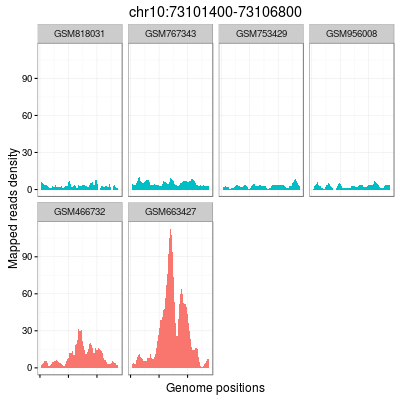 chr10:73101400-73106800
GSM818031 GSM767343 GSM753429 GSM956008
90
60
30
0
GSM466732 GSM663427
90
60
30
0
Mapped reads density
Genome positions